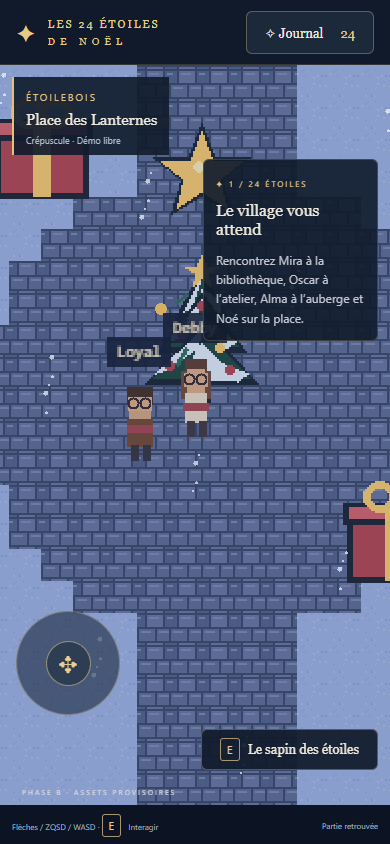 LES 24 ÉTOILES
DE NOËL
✧ Journal 24
ÉTOILEBOIS
Place des Lanternes
Crépuscule · Démo libre
✦ 1 / 24 ÉTOILES
Le village vous
attend
Rencontrez Mira à la
bibliothèque, Oscar à
l'atelier, Alma à l'auberge et
Noé sur la place.
Loyal
E Le sapin des étoiles
PHASE B · ASSETS PROVISOIRES
Flèches / ZQSD / WASD · E Interagir
Partie retrouvée